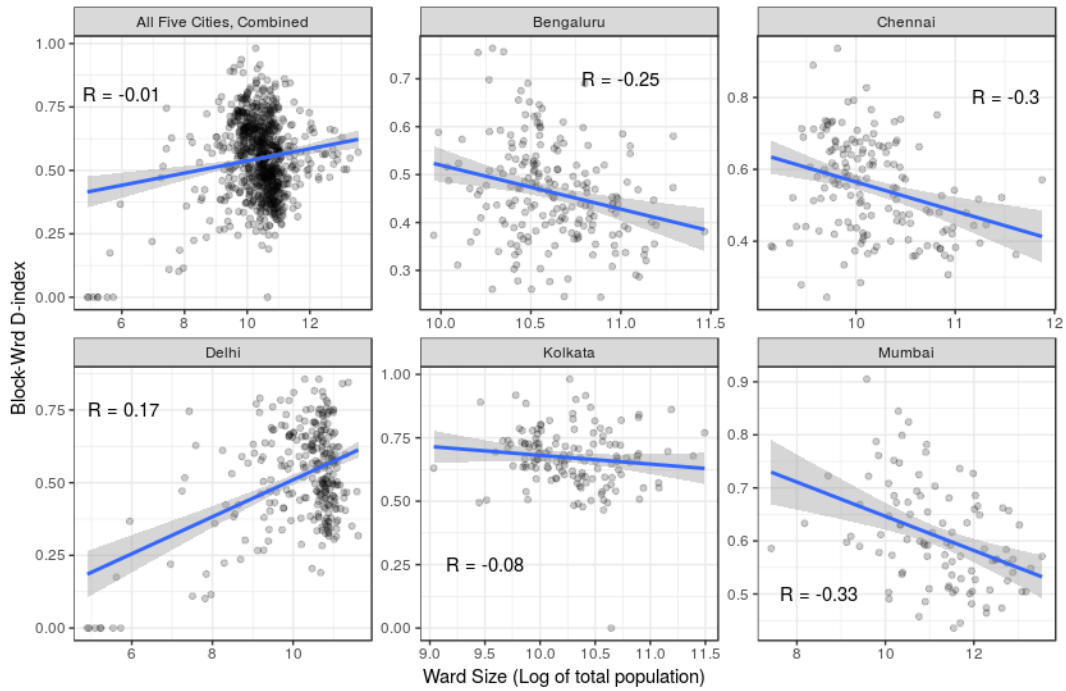 All Five Cities, Combined
Bengaluru
Chennai
1.00
0.75
0.50
0.25
0.00
R = -0.01
6 8 10 12
0.7
0.6
0.5
0.4
0.3
R = -0.25
10.0 10.5 11.0 11.5
0.8
0.6
0.4
R = -0.3
10 11 12
Block-Wrd D-index
Delhi
Kolkata
Mumbai
0.75
0.50
0.25
0.00
R = 0.17
6 8 10
1.00
0.75
0.50
0.25
0.00
R = -0.08
9.0 9.5 10.0 10.5 11.0 11.5
0.9
0.8
0.7
0.6
0.5
R = -0.33
8 10 12
Ward Size (Log of total population)